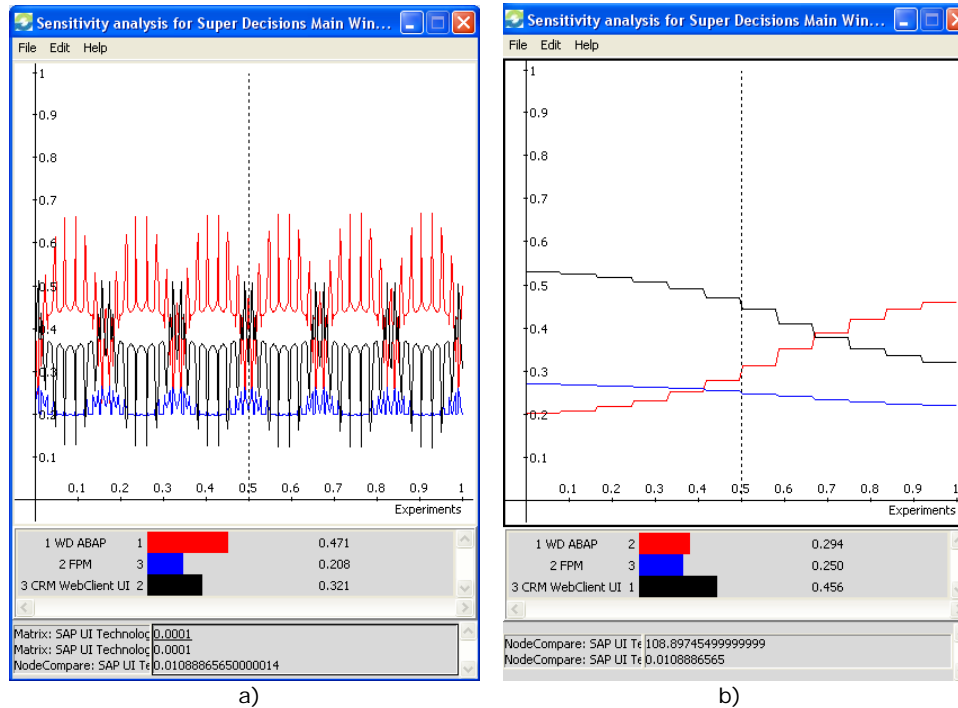 Sensitivity analysis for Super Decisions Main Win...
File Edit Help
1
0.9
0.8
0.7
0.6
0.5
0.4
0.3
0.2
0.1
0.1 0.2 0.3 0.4 0.5 0.6 0.7 0.8 0.9 1
Experiments
1 WD ABAP 1 0.471
2 FPM 3 0.208
3 CRM WebClient UI 2 0.321
Matrix: SAP UI Technolog 0.0001
Matrix: SAP UI Technolog 0.0001
NodeCompare: SAP UI Te 0.01088865650000014
a)
Sensitivity analysis for Super Decisions Main Win...
File Edit Help
1
0.9
0.8
0.7
0.6
0.5
0.4
0.3
0.2
0.1
0.1 0.2 0.3 0.4 0.5 0.6 0.7 0.8 0.9 1
Experiments
1 WD ABAP 2 0.294
2 FPM 3 0.250
3 CRM WebClient UI 1 0.456
NodeCompare: SAP UI Te 108.89745499999999
NodeCompare: SAP UI Te 0.0108886565
b)